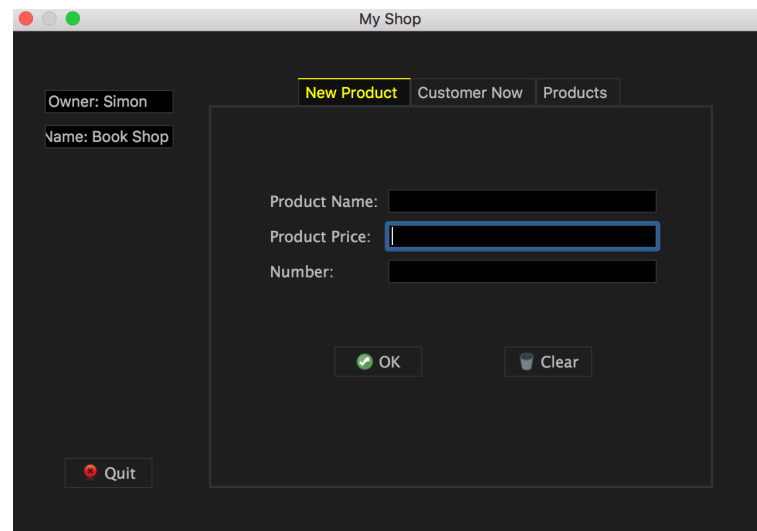 My Shop
Owner: Simon
Name: Book Shop
New Product Customer Now Products
Product Name:
Product Price:
Number:
OK Clear
Quit